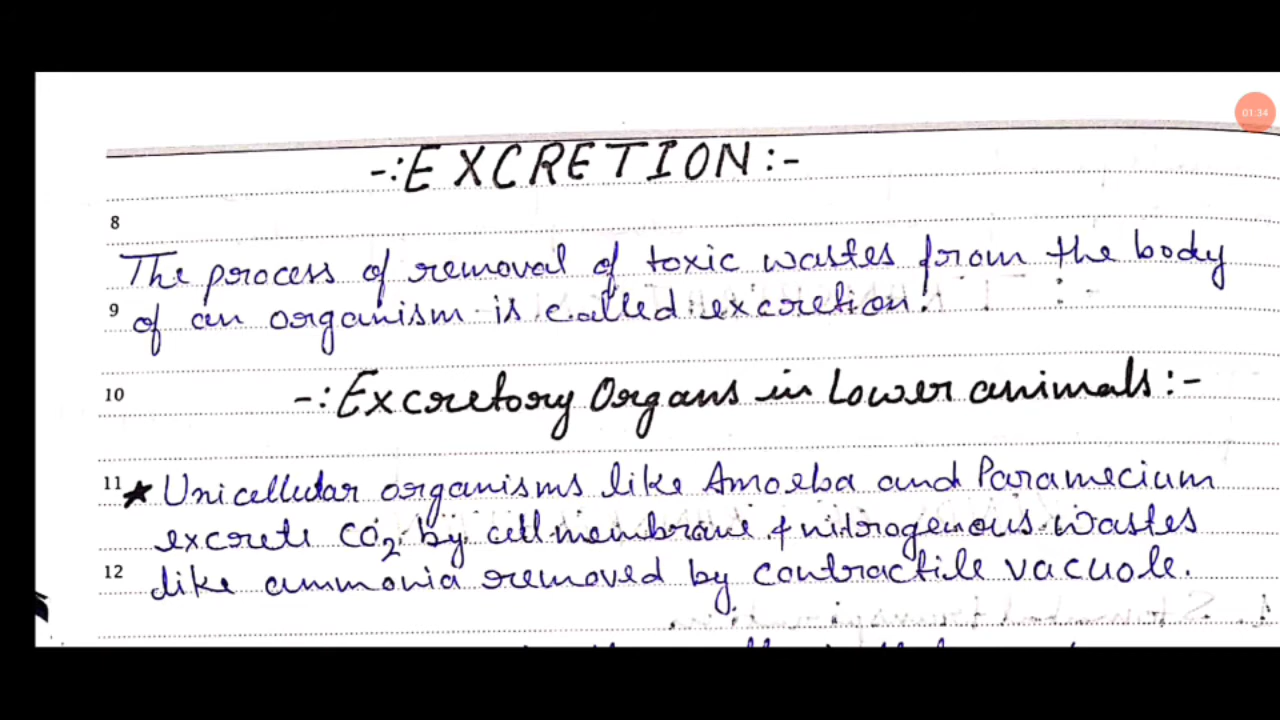 01:34
-:EXCRETION:-
8
The process of removal of toxic wastes from the body
9 of an organism is called excretion.
10 -:Excretory Organs in Lower animals:-
11 ★ Unicellular organisms like Amoeba and Paramecium
excrete CO₂ by cell membrane & nitrogenous wastes
12 like ammonia removed by contractile vacuole.